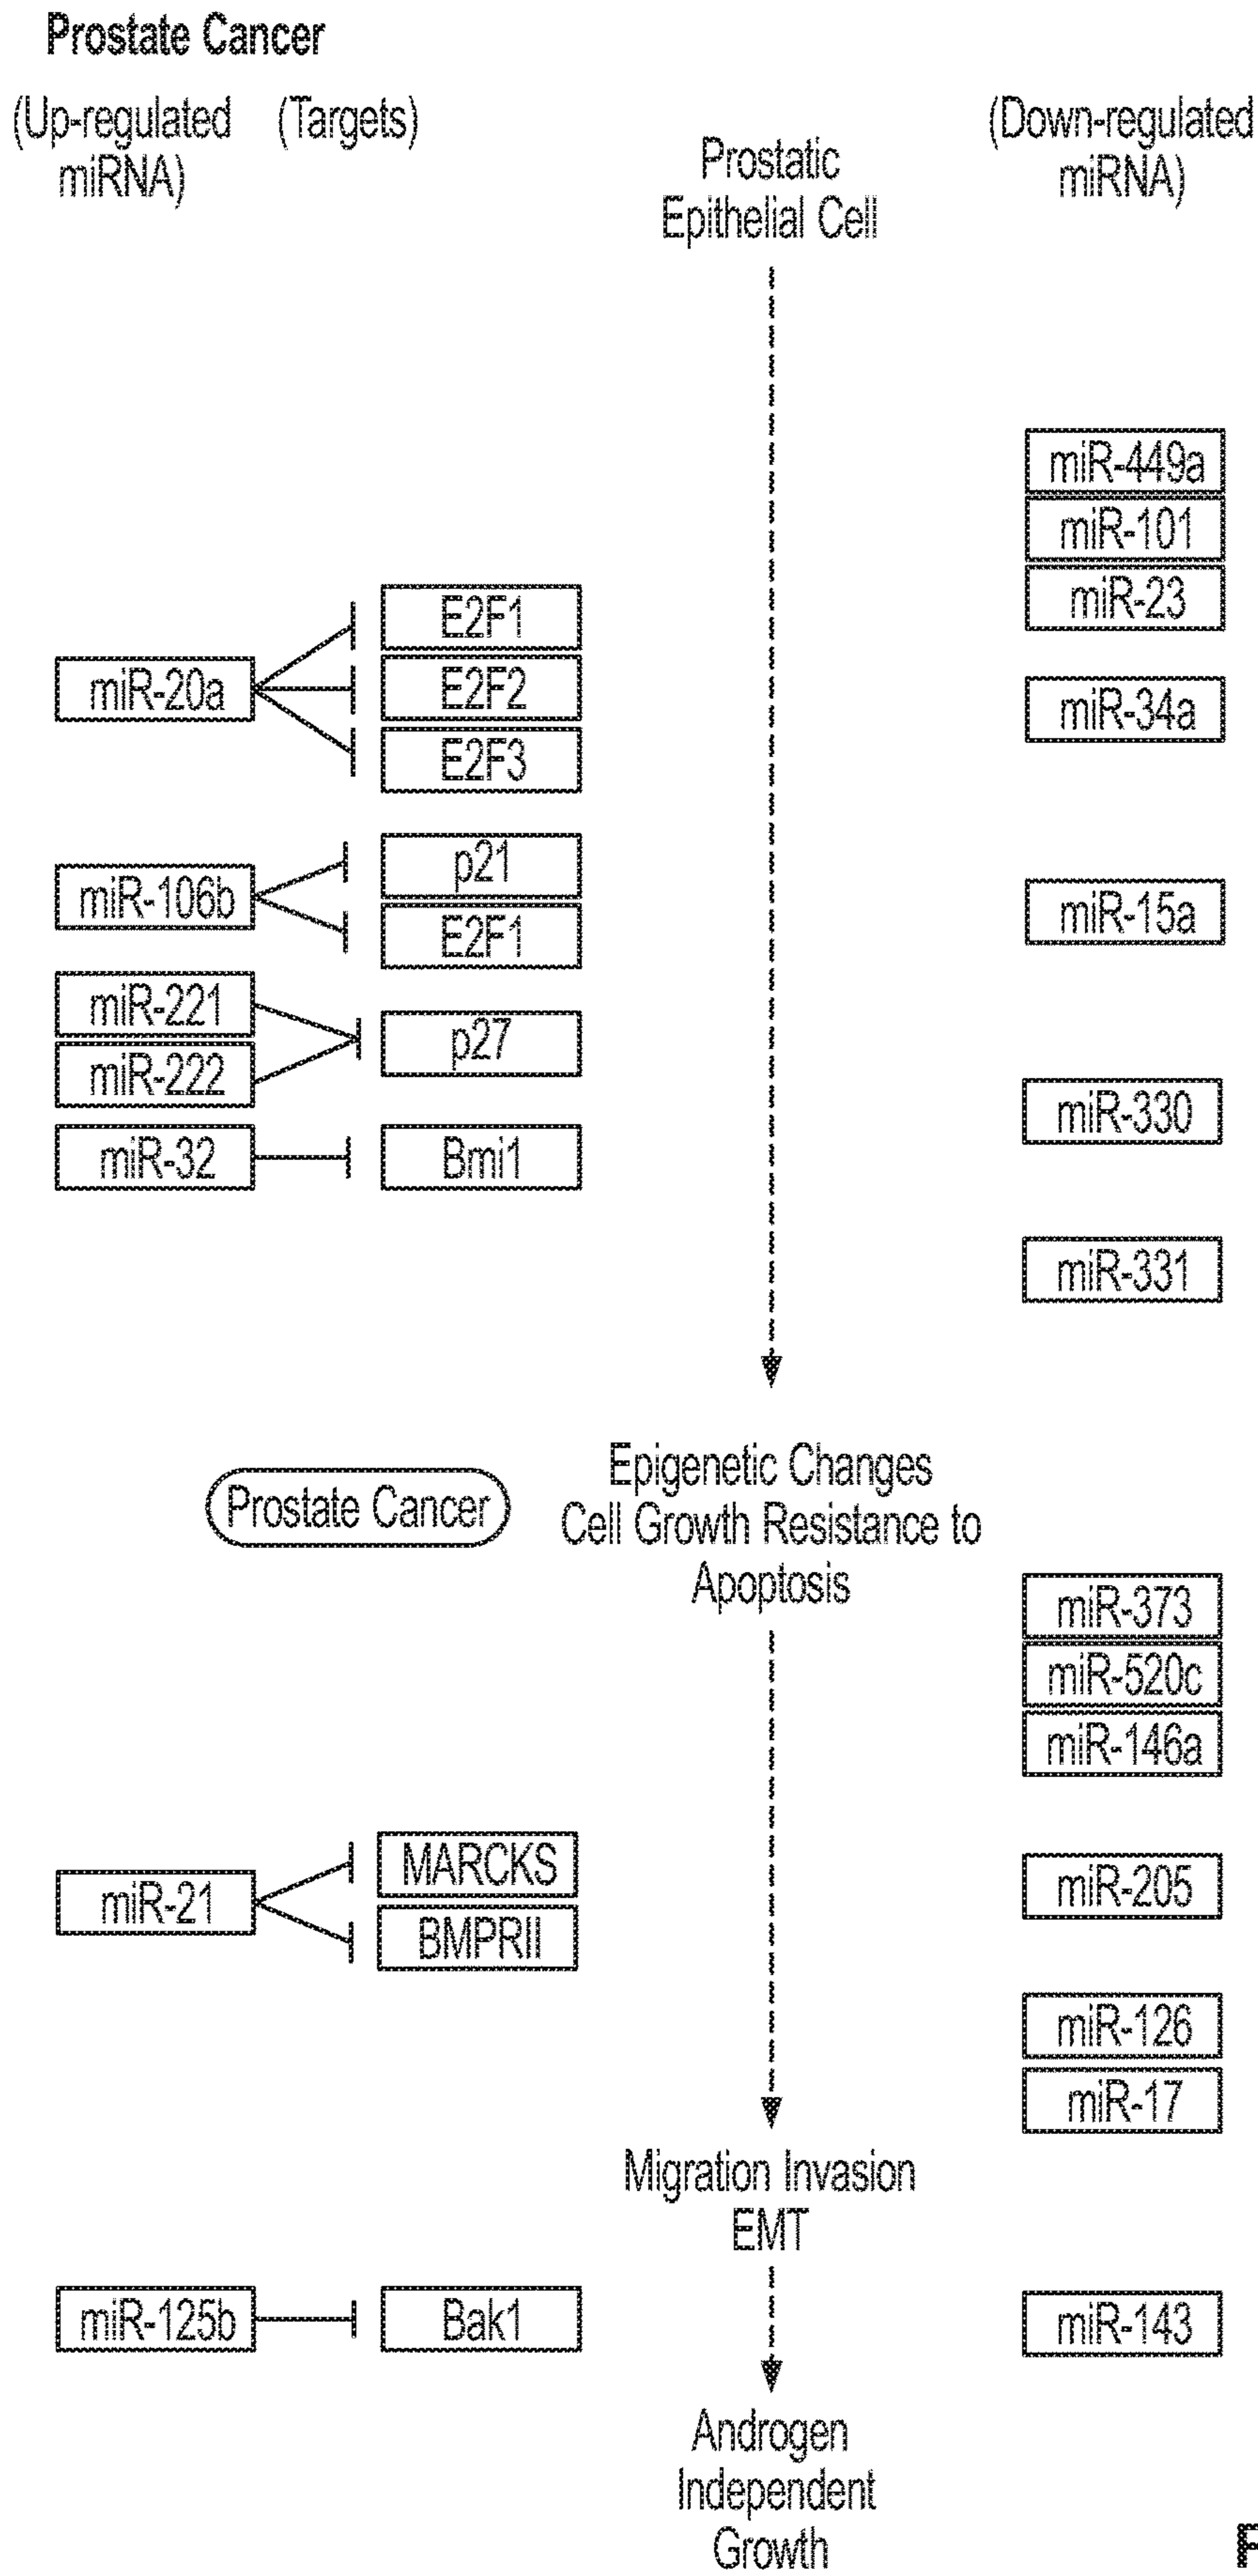 Prostate Cancer
(Up-regulated
miRNA)
(Targets)
Prostatic
Epithelial Cell
(Down-regulated
miRNA)
miR-449a
miR-101
miR-23
miR-34a
miR-15a
miR-330
miR-331
miR-20a
E2F1
E2F2
E2F3
miR-106b
p21
E2F1
miR-221
miR-222
p27
miR-32
Bmi1
Prostate Cancer
Epigenetic Changes
Cell Growth Resistance to
Apoptosis
miR-373
miR-520c
miR-146a
miR-21
MARCKS
BMPRII
miR-205
miR-126
miR-17
Migration Invasion
EMT
miR-125b
Bak1
miR-143
Androgen
Independent
Growth